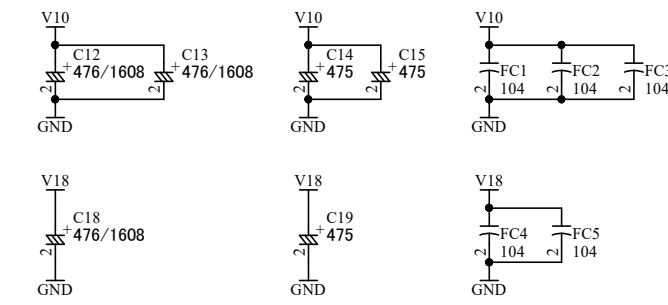 V10
C12
+
476/1608
2
C13
+
476/1608
2
GND
V10
C14
+
475
2
C15
+
475
2
GND
V10
FC1
104
2
FC2
104
2
FC3
104
2
GND
V18
C18
+
476/1608
2
GND
V18
C19
+
475
2
GND
V18
FC4
104
2
FC5
104
2
GND